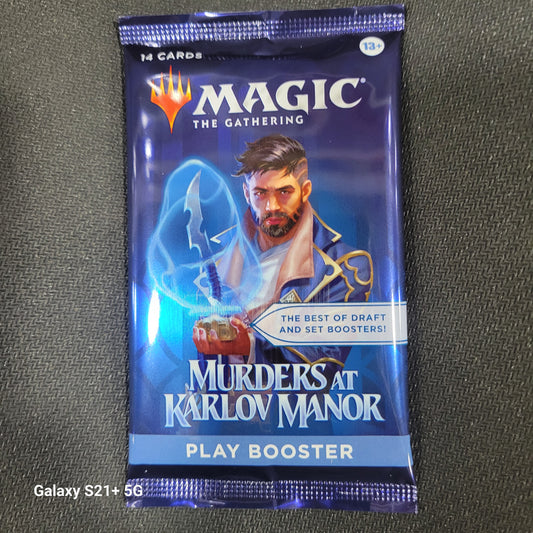 14 CARDS
13+
MAGIC
THE GATHERING
THE BEST OF DRAFT
AND SET BOOSTERS!
MURDERS AT
KARLOV MANOR
PLAY BOOSTER
Galaxy S21+ 5G